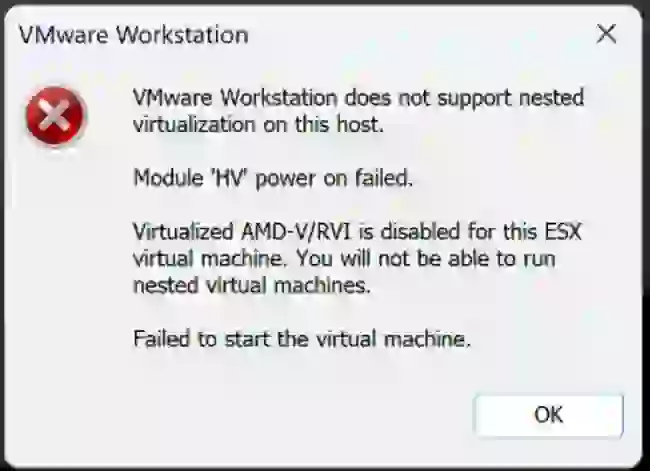 VMware Workstation
VMware Workstation does not support nested
virtualization on this host.
Module 'HV' power on failed.
Virtualized AMD-V/RVI is disabled for this ESX
virtual machine. You will not be able to run
nested virtual machines.
Failed to start the virtual machine.
OK